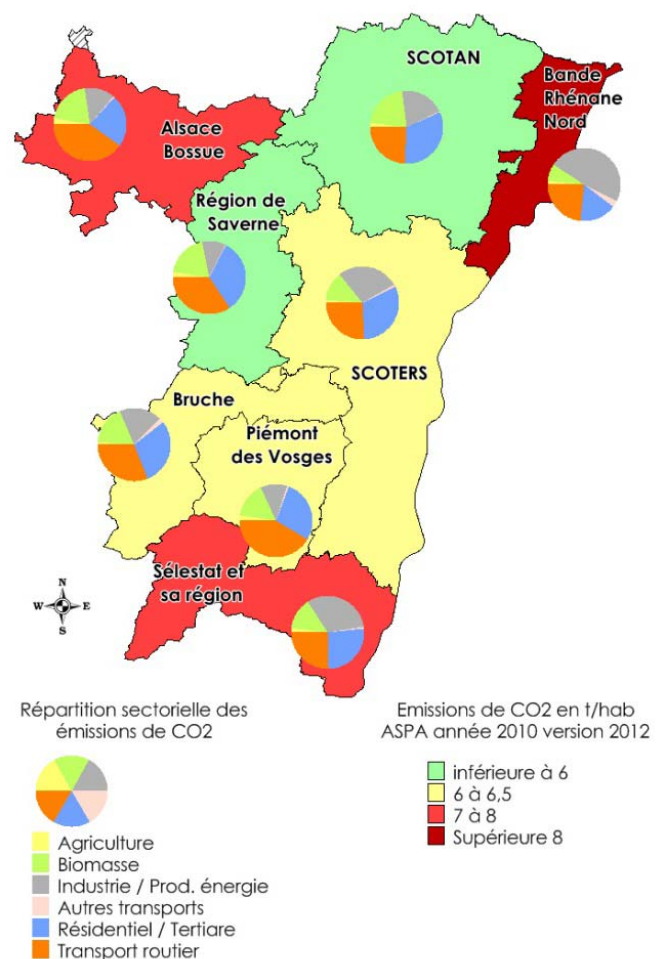 SCOTAN
Bande
Rhénane
Nord
Alsace
Bossue
Région de
Saverne
SCOTERS
Bruche
Piémont
des Vosges
Sélestat et
sa région
N
W E
S
Répartition sectorielle des
émissions de CO2
Agriculture
Biomasse
Industrie / Prod. énergie
Autres transports
Résidentiel / Tertiaire
Transport routier
Emissions de CO2 en t/hab
ASPA année 2010 version 2012
inférieure à 6
6 à 6,5
7 à 8
Supérieure 8